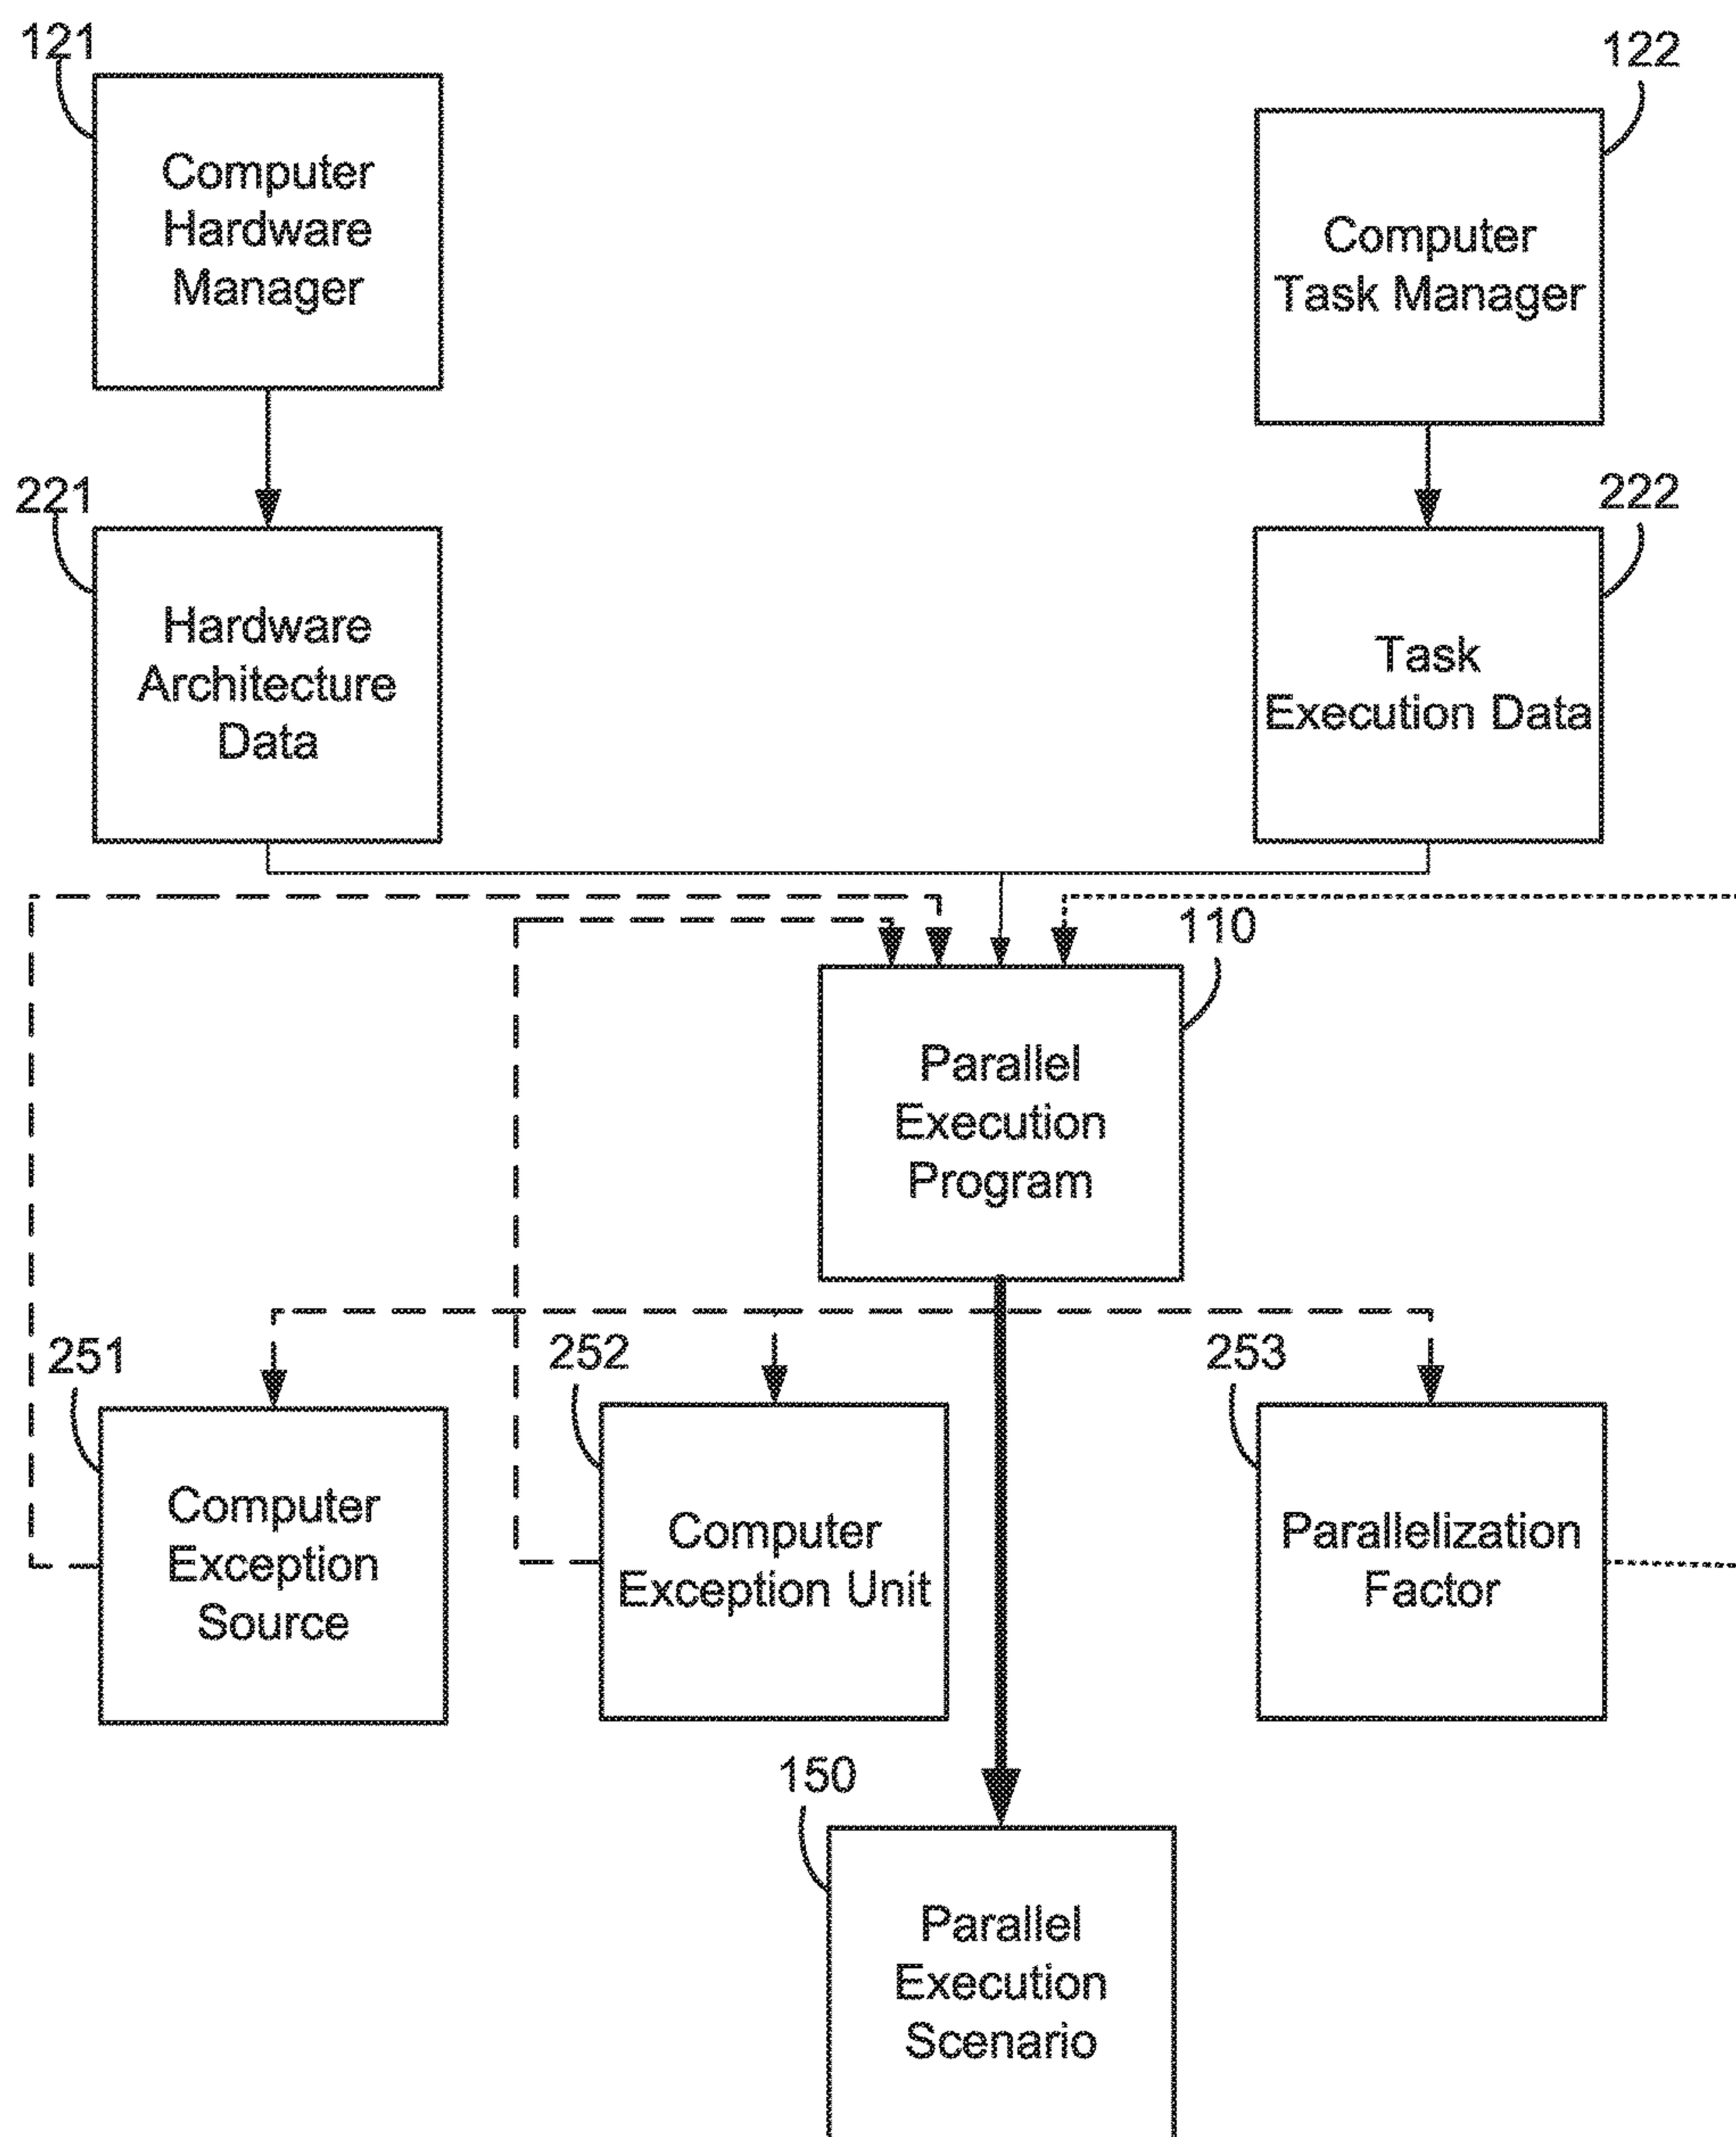 121
Computer
Hardware
Manager
122
Computer
Task Manager
221
Hardware
Architecture
Data
222
Task
Execution Data
110
Parallel
Execution
Program
251
Computer
Exception
Source
252
Computer
Exception Unit
253
Parallelization
Factor
150
Parallel
Execution
Scenario